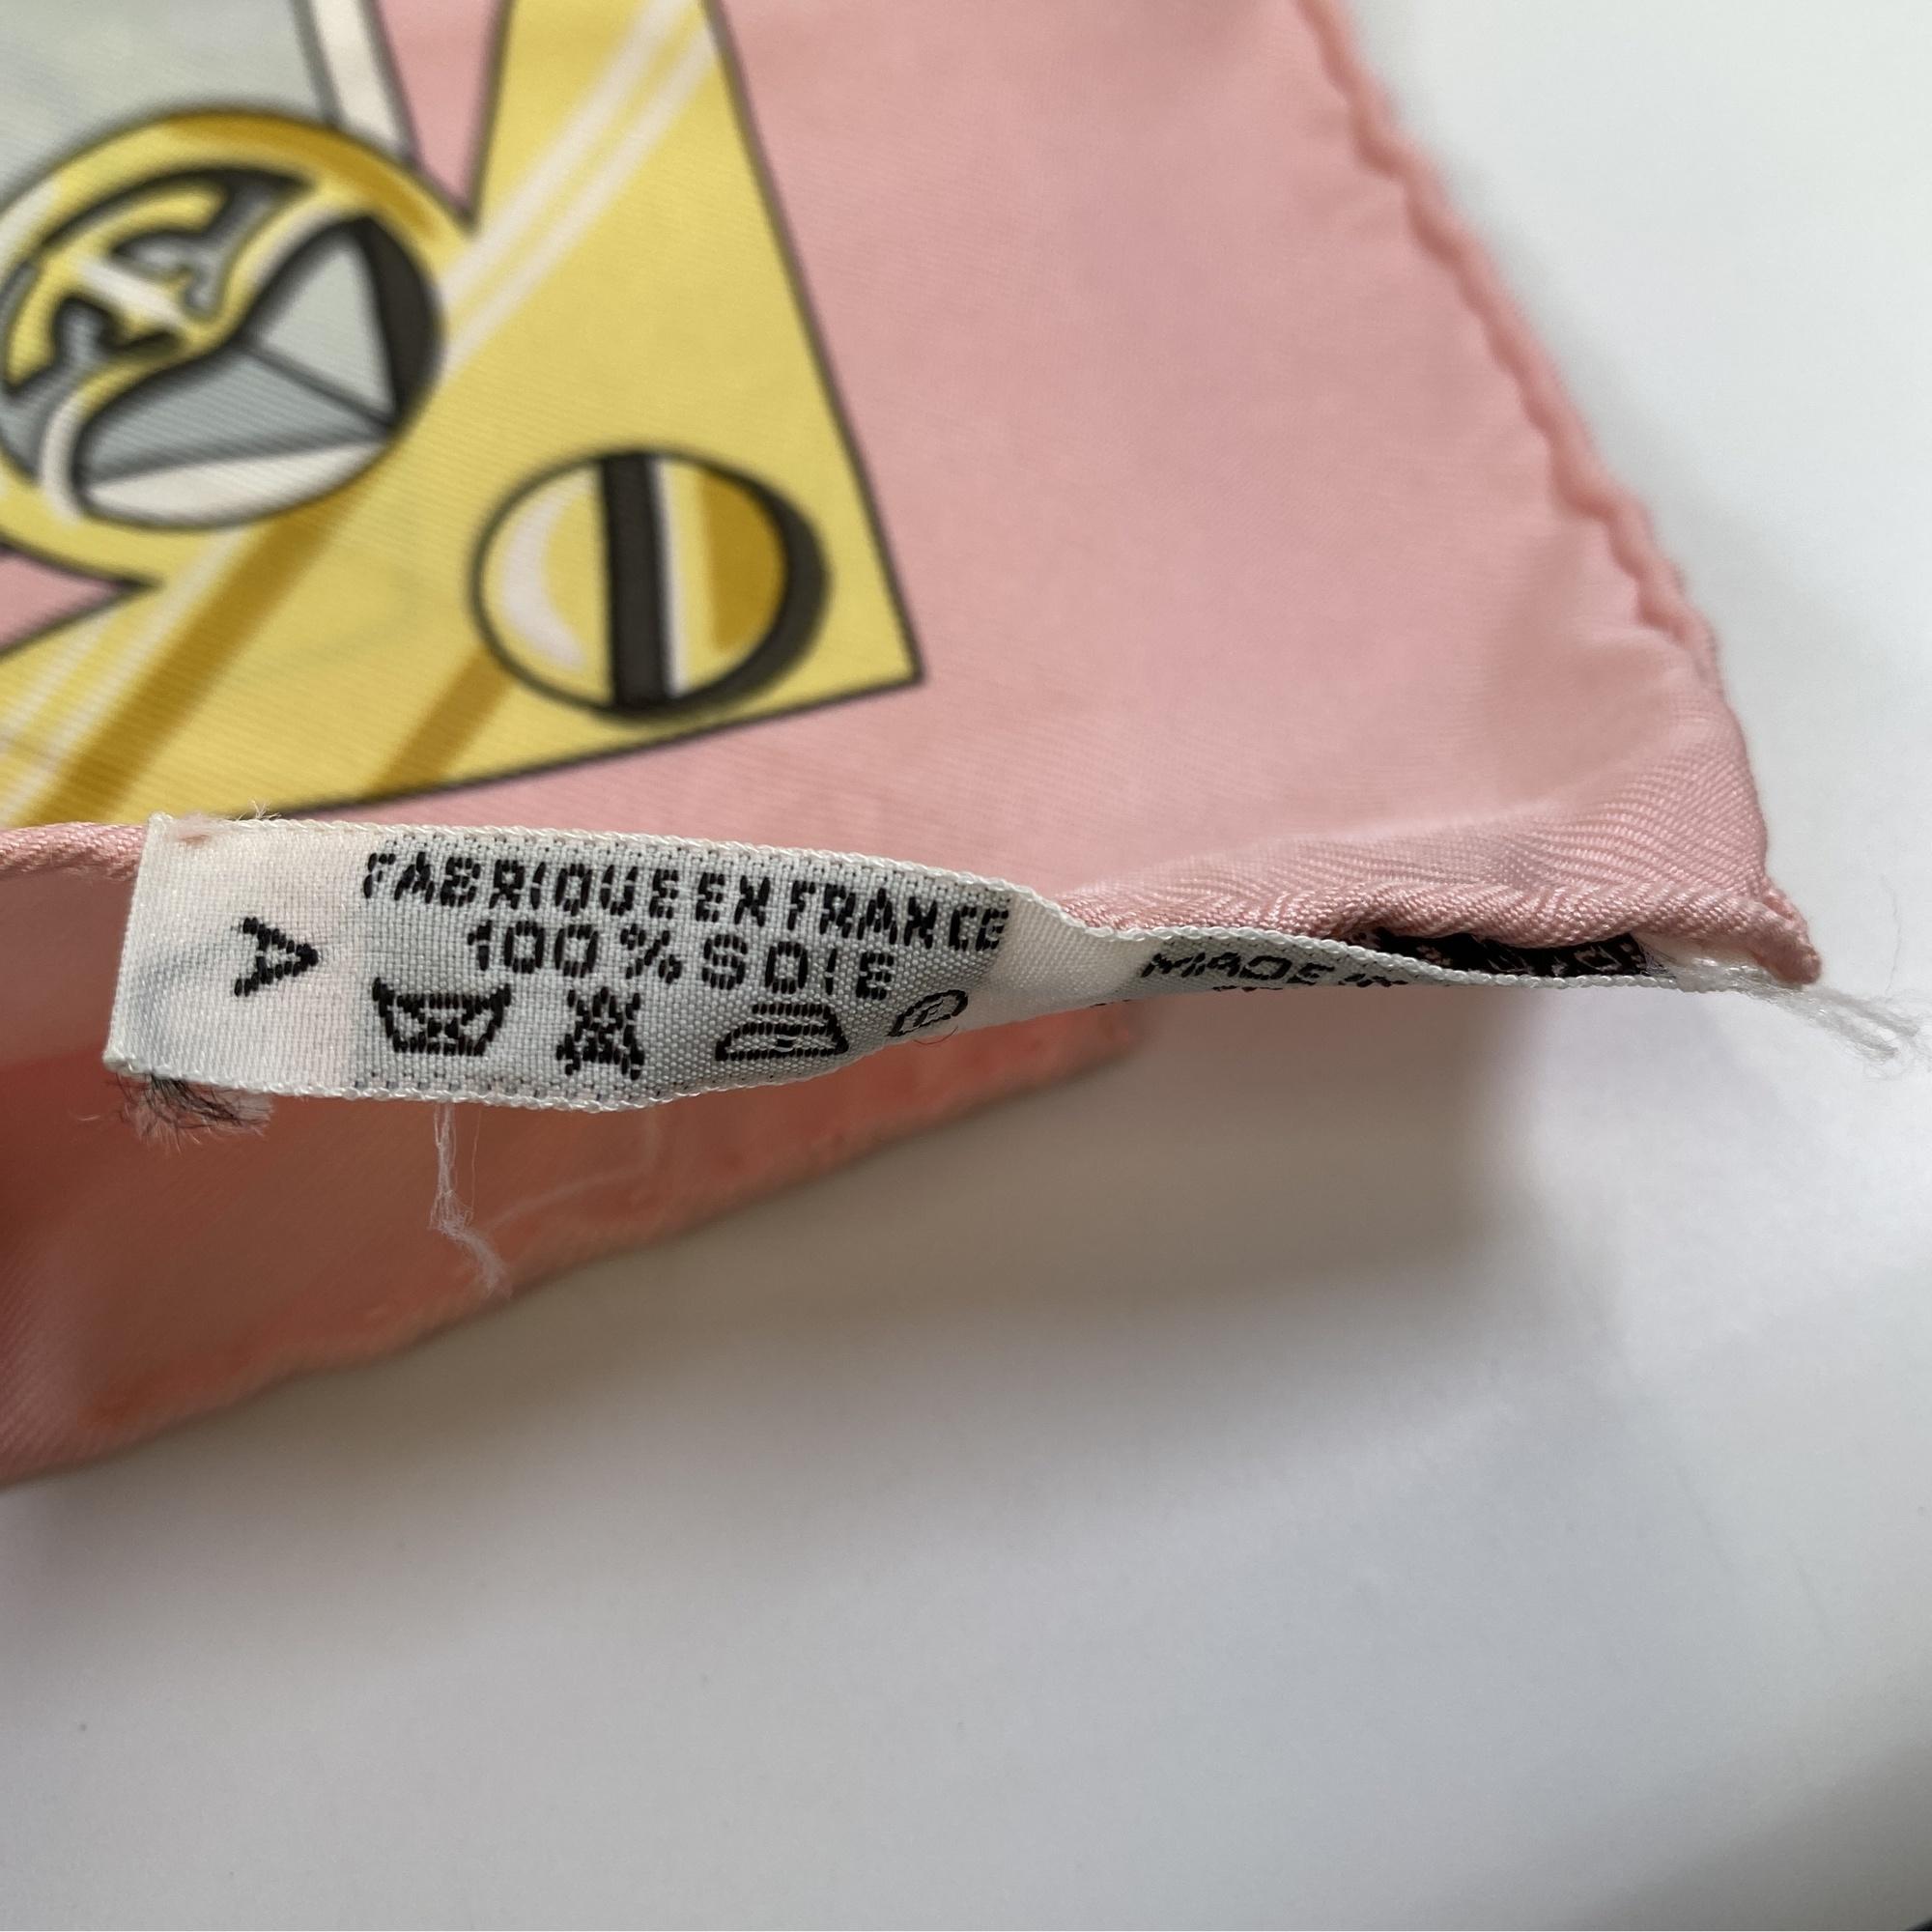 A
FABRIQUE EN FRANCE
100% SOIE
P
MADE IN